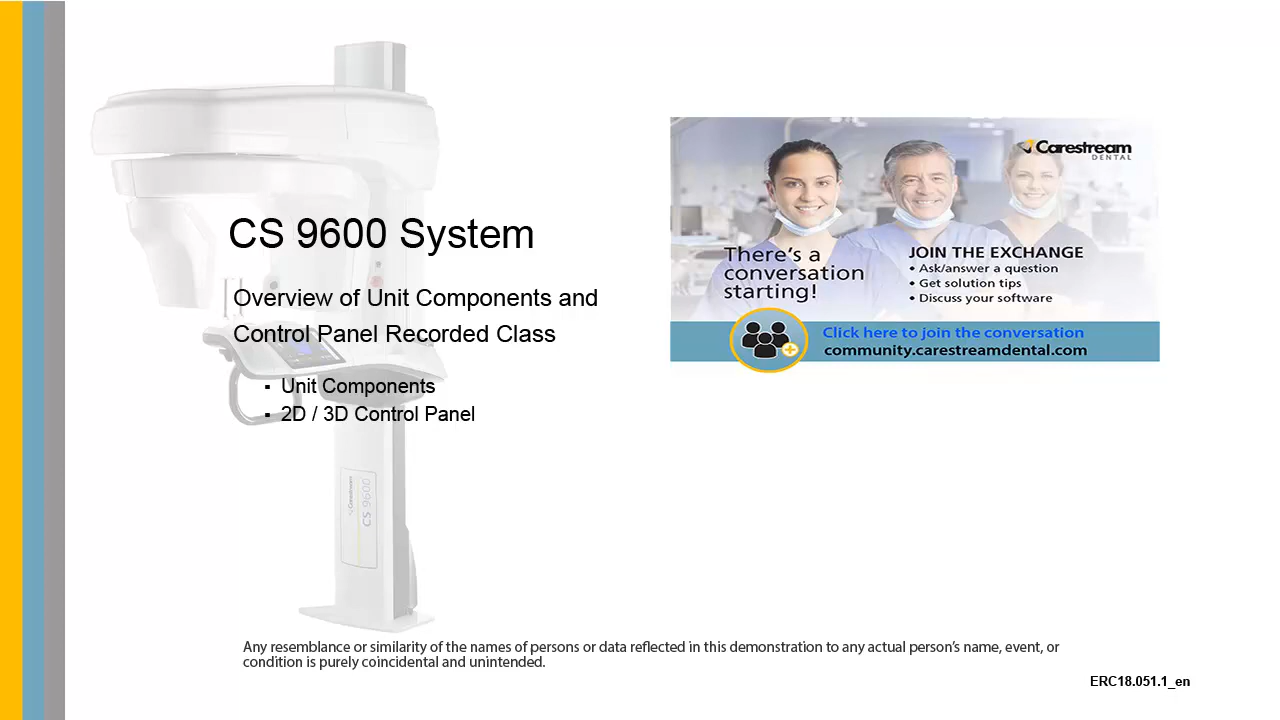 CS 9600 System
Overview of Unit Components and
Control Panel Recorded Class
▪ Unit Components
▪ 2D / 3D Control Panel
Carestream
DENTAL
There's a
conversation
starting!
JOIN THE EXCHANGE
• Ask/answer a question
• Get solution tips
• Discuss your software
Click here to join the conversation
community.carestreamdental.com
Carestream
CS 9600
Any resemblance or similarity of the names of persons or data reflected in this demonstration to any actual person's name, event, or
condition is purely coincidental and unintended.
ERC18.051.1_en